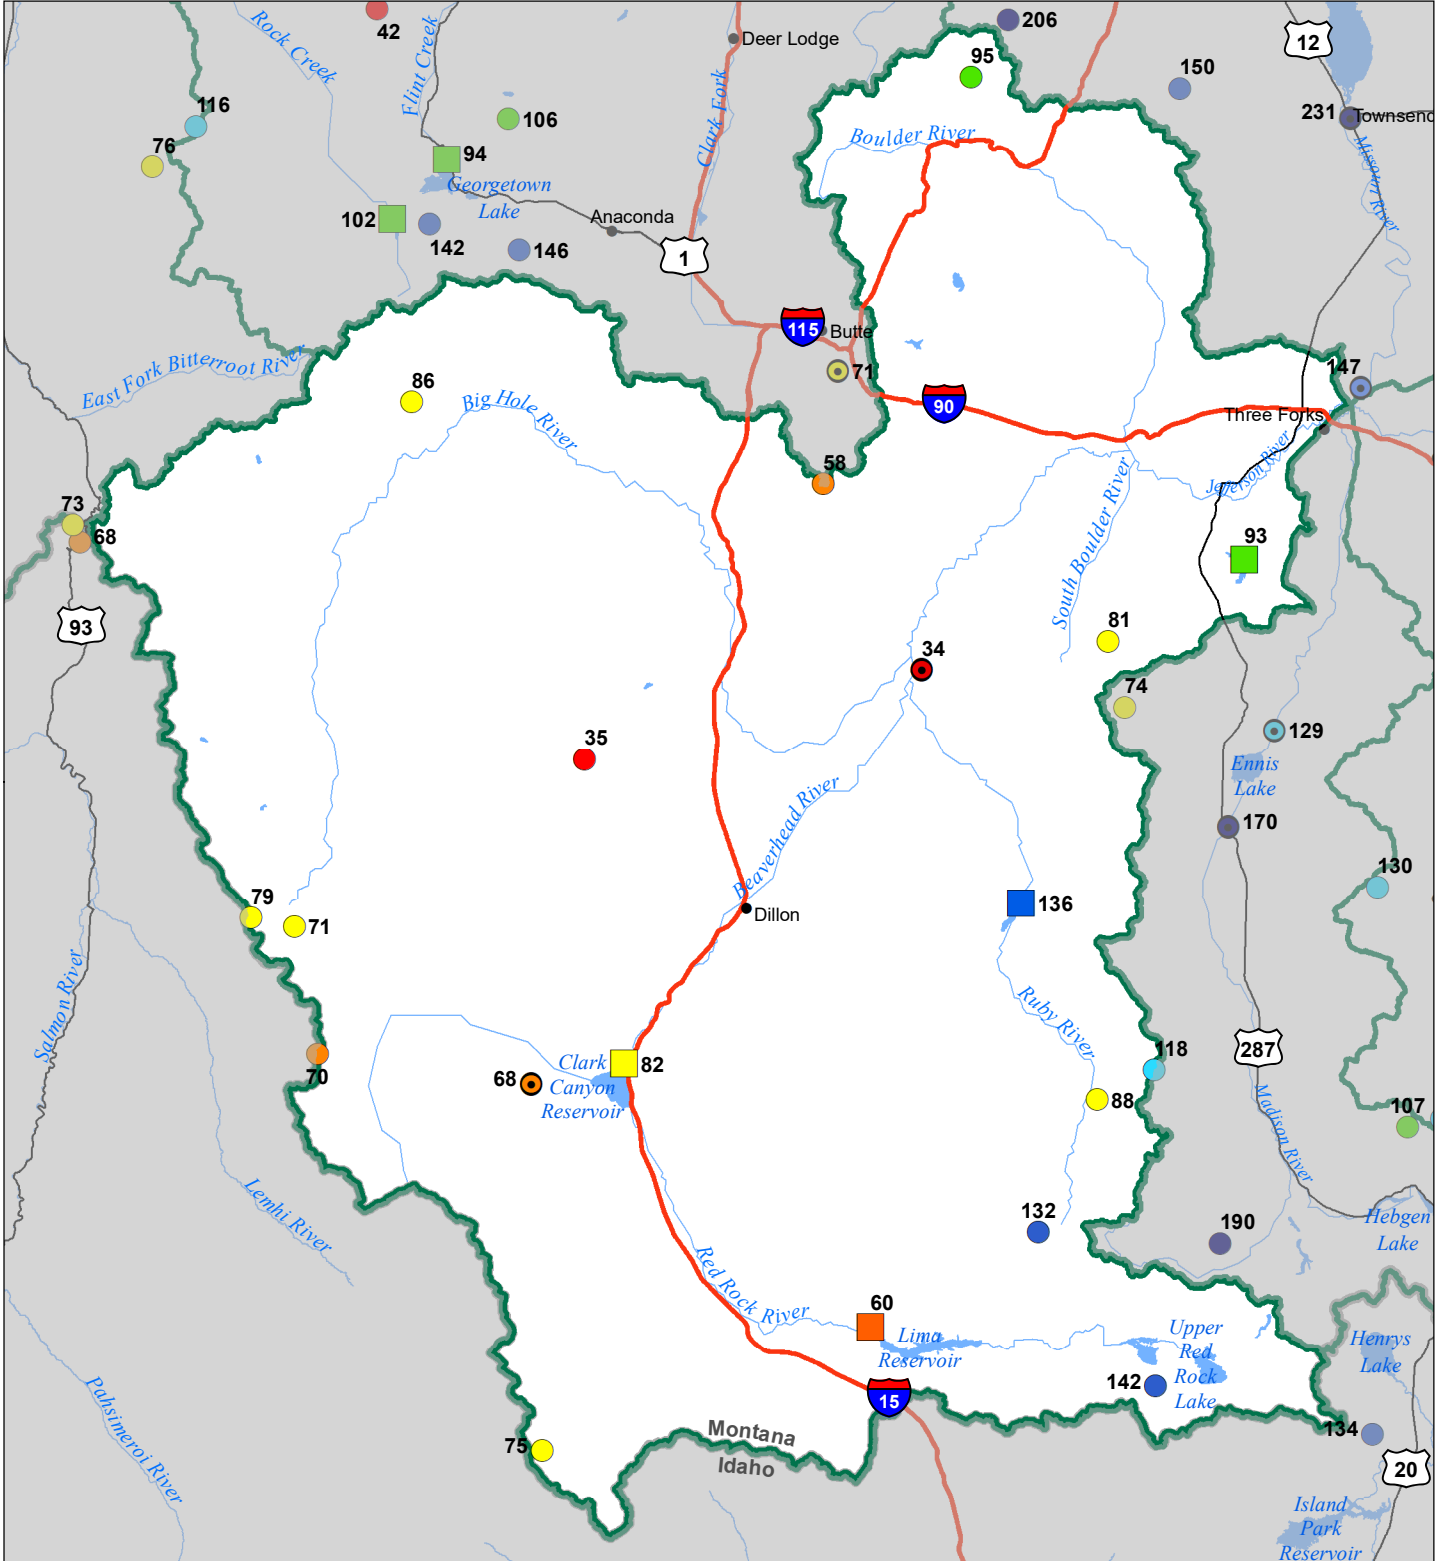 42
206
12
Rock Creek
Flint Creek
Deer Lodge
95
150
Clark Fork
116
106
231
Townsend
Boulder River
76
94
Missouri River
Georgetown
Lake
102
Anaconda
142
146
1
115
Butte
East Fork Bitterroot River
86
71
147
Big Hole River
90
Three Forks
58
Jefferson River
South Boulder River
73
68
93
93
81
34
74
35
129
Ennis
Lake
Beaverhead River
170
130
79
71
136
Dillon
Salmon River
Ruby River
287
118
70
68
Clark
Canyon
Reservoir
82
88
107
Madison River
Lemhi River
132
190
Hebgen
Lake
Red Rock River
60
Lima
Reservoir
Upper
Red
Rock
Lake
Henrys
Lake
142
15
Pahsimeroi River
Montana
Idaho
134
75
20
Island
Park
Reservoir